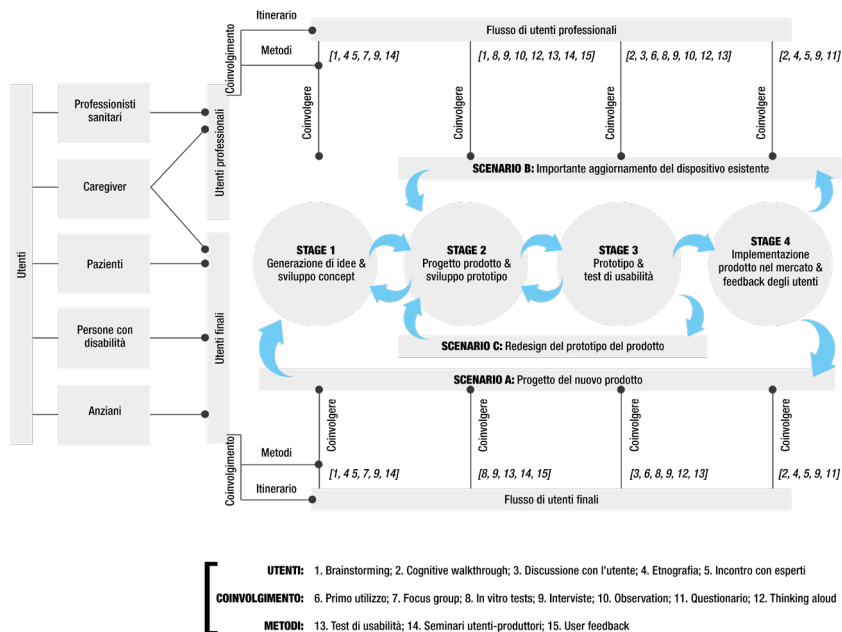 Itinerario
Metodi
Coinvolgimento
Flusso di utenti professionali
[1, 4 5, 7, 9, 14]
[1, 8, 9, 10, 12, 13, 14, 15]
[2, 3, 6, 8, 9, 10, 12, 13]
[2, 4, 5, 9, 11]
Coinvolgere
Coinvolgere
Coinvolgere
Coinvolgere
Utenti
Professionisti
sanitari
Caregiver
Pazienti
Persone con
disabilità
Anziani
Utenti professionali
Utenti finali
SCENARIO B: Importante aggiornamento del dispositivo esistente
STAGE 1
Generazione di idee &
sviluppo concept
STAGE 2
Progetto prodotto &
sviluppo prototipo
STAGE 3
Prototipo &
test di usabilità
STAGE 4
Implementazione
prodotto nel mercato &
feedback degli utenti
SCENARIO C: Redesign del prototipo del prodotto
SCENARIO A: Progetto del nuovo prodotto
Coinvolgere
Coinvolgere
Coinvolgere
Coinvolgere
Coinvolgimento
Metodi
Itinerario
[1, 4 5, 7, 9, 14]
[8, 9, 13, 14, 15]
[3, 6, 8, 9, 12, 13]
[2, 4, 5, 9, 11]
Flusso di utenti finali
UTENTI: 1. Brainstorming; 2. Cognitive walkthrough; 3. Discussione con l'utente; 4. Etnografia; 5. Incontro con esperti
COINVOLGIMENTO: 6. Primo utilizzo; 7. Focus group; 8. In vitro tests; 9. Interviste; 10. Observation; 11. Questionario; 12. Thinking aloud
METODI: 13. Test di usabilità; 14. Seminari utenti-produttori; 15. User feedback